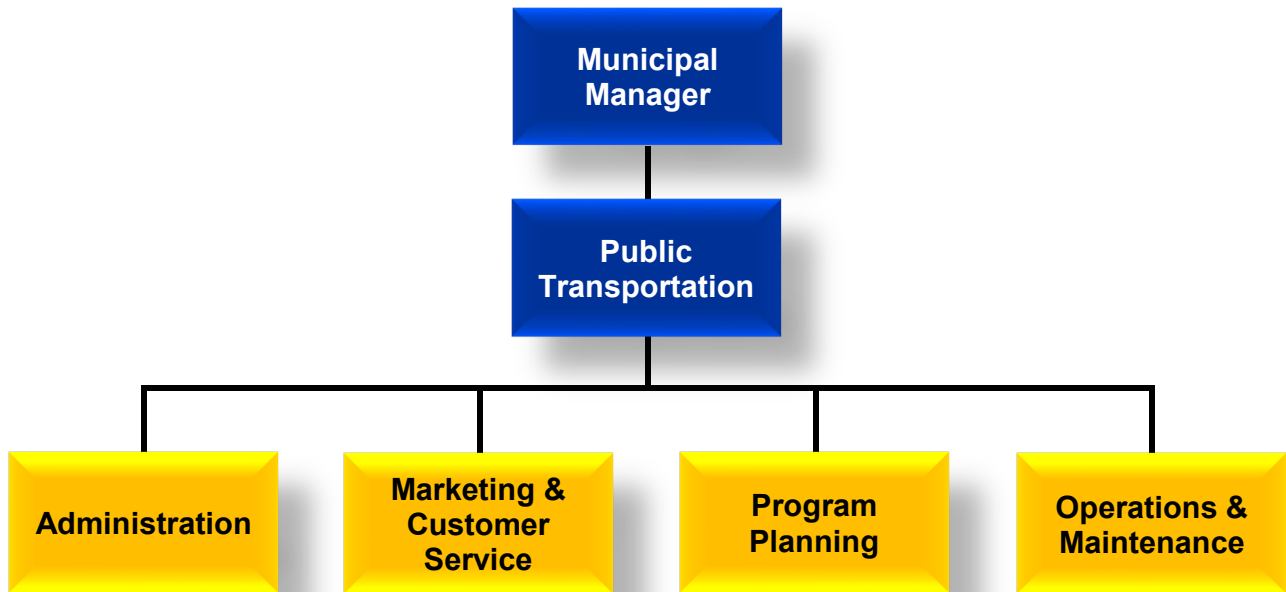 Municipal
Manager
Public
Transportation
Administration
Marketing &
Customer
Service
Program
Planning
Operations &
Maintenance